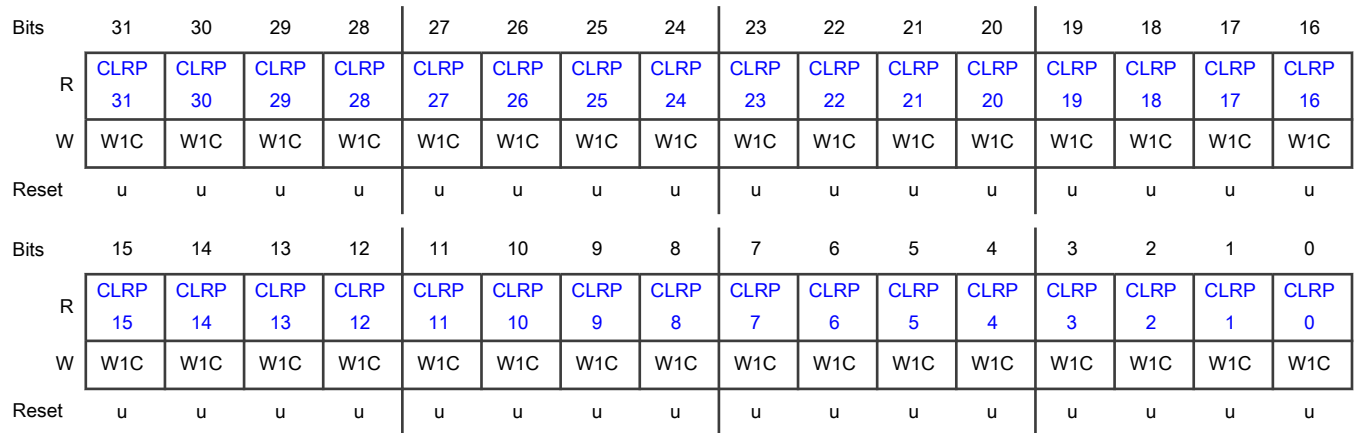 Bits 31 30 29 28 27 26 25 24 23 22 21 20 19 18 17 16
R CLRP CLRP CLRP CLRP CLRP CLRP CLRP CLRP CLRP CLRP CLRP CLRP CLRP CLRP CLRP CLRP
31 30 29 28 27 26 25 24 23 22 21 20 19 18 17 16
W W1C W1C W1C W1C W1C W1C W1C W1C W1C W1C W1C W1C W1C W1C W1C W1C
Reset u u u u u u u u u u u u u u u u
Bits 15 14 13 12 11 10 9 8 7 6 5 4 3 2 1 0
R CLRP CLRP CLRP CLRP CLRP CLRP CLRP CLRP CLRP CLRP CLRP CLRP CLRP CLRP CLRP CLRP
15 14 13 12 11 10 9 8 7 6 5 4 3 2 1 0
W W1C W1C W1C W1C W1C W1C W1C W1C W1C W1C W1C W1C W1C W1C W1C W1C
Reset u u u u u u u u u u u u u u u u